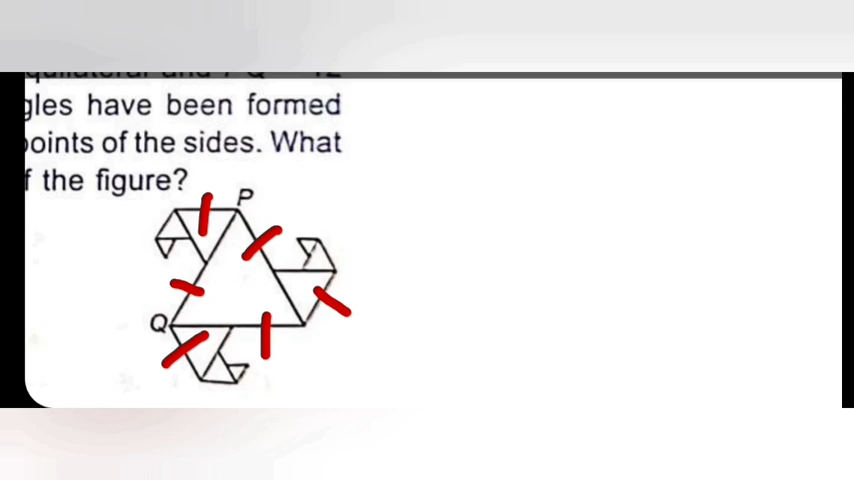 gles have been formed
oints of the sides. What
f the figure?
P
Q